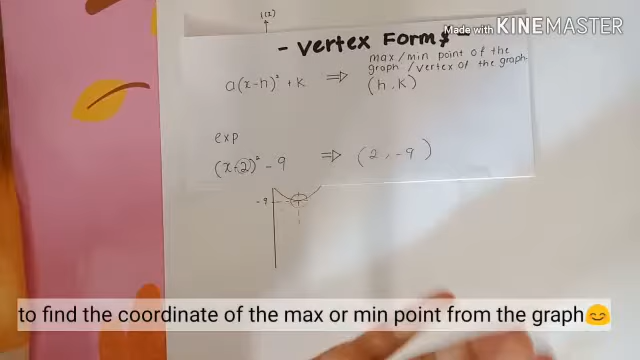 Made with KINEMASTER
- Vertex Forms -
max/min point of the
graph / vertex of the graph
a(x-h)² + k ⇒ (h, k)
exp
(x-2)² - 9 ⇒ (2, -9)
-9
to find the coordinate of the max or min point from the graph😊